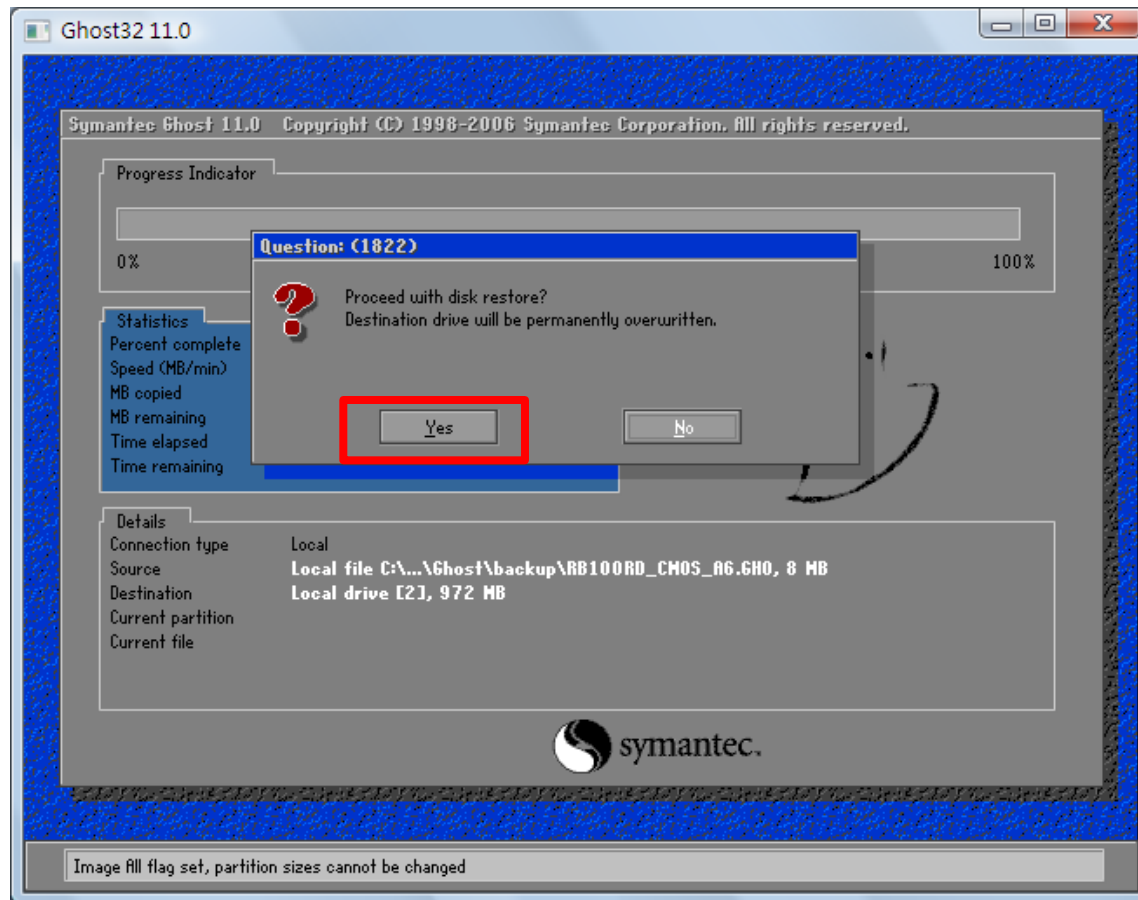 Ghost32 11.0
Symantec Ghost 11.0 Copyright (C) 1998-2006 Symantec Corporation. All rights reserved.
Progress Indicator
0%
100%
Question: (1822)
Proceed with disk restore?
Destination drive will be permanently overwritten.
Yes
No
Statistics
Percent complete
Speed (MB/min)
MB copied
MB remaining
Time elapsed
Time remaining
Details
Connection type Local
Source Local file C:\...\Ghost\backup\RB100RD_CMOS_A6.GHO, 8 MB
Destination Local drive [2], 972 MB
Current partition
Current file
symantec.
Image All flag set, partition sizes cannot be changed